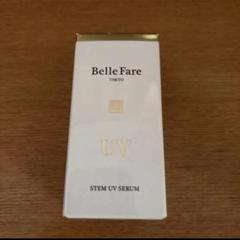 Belle Fare
TOKYO
UV
STEM UV SERUM